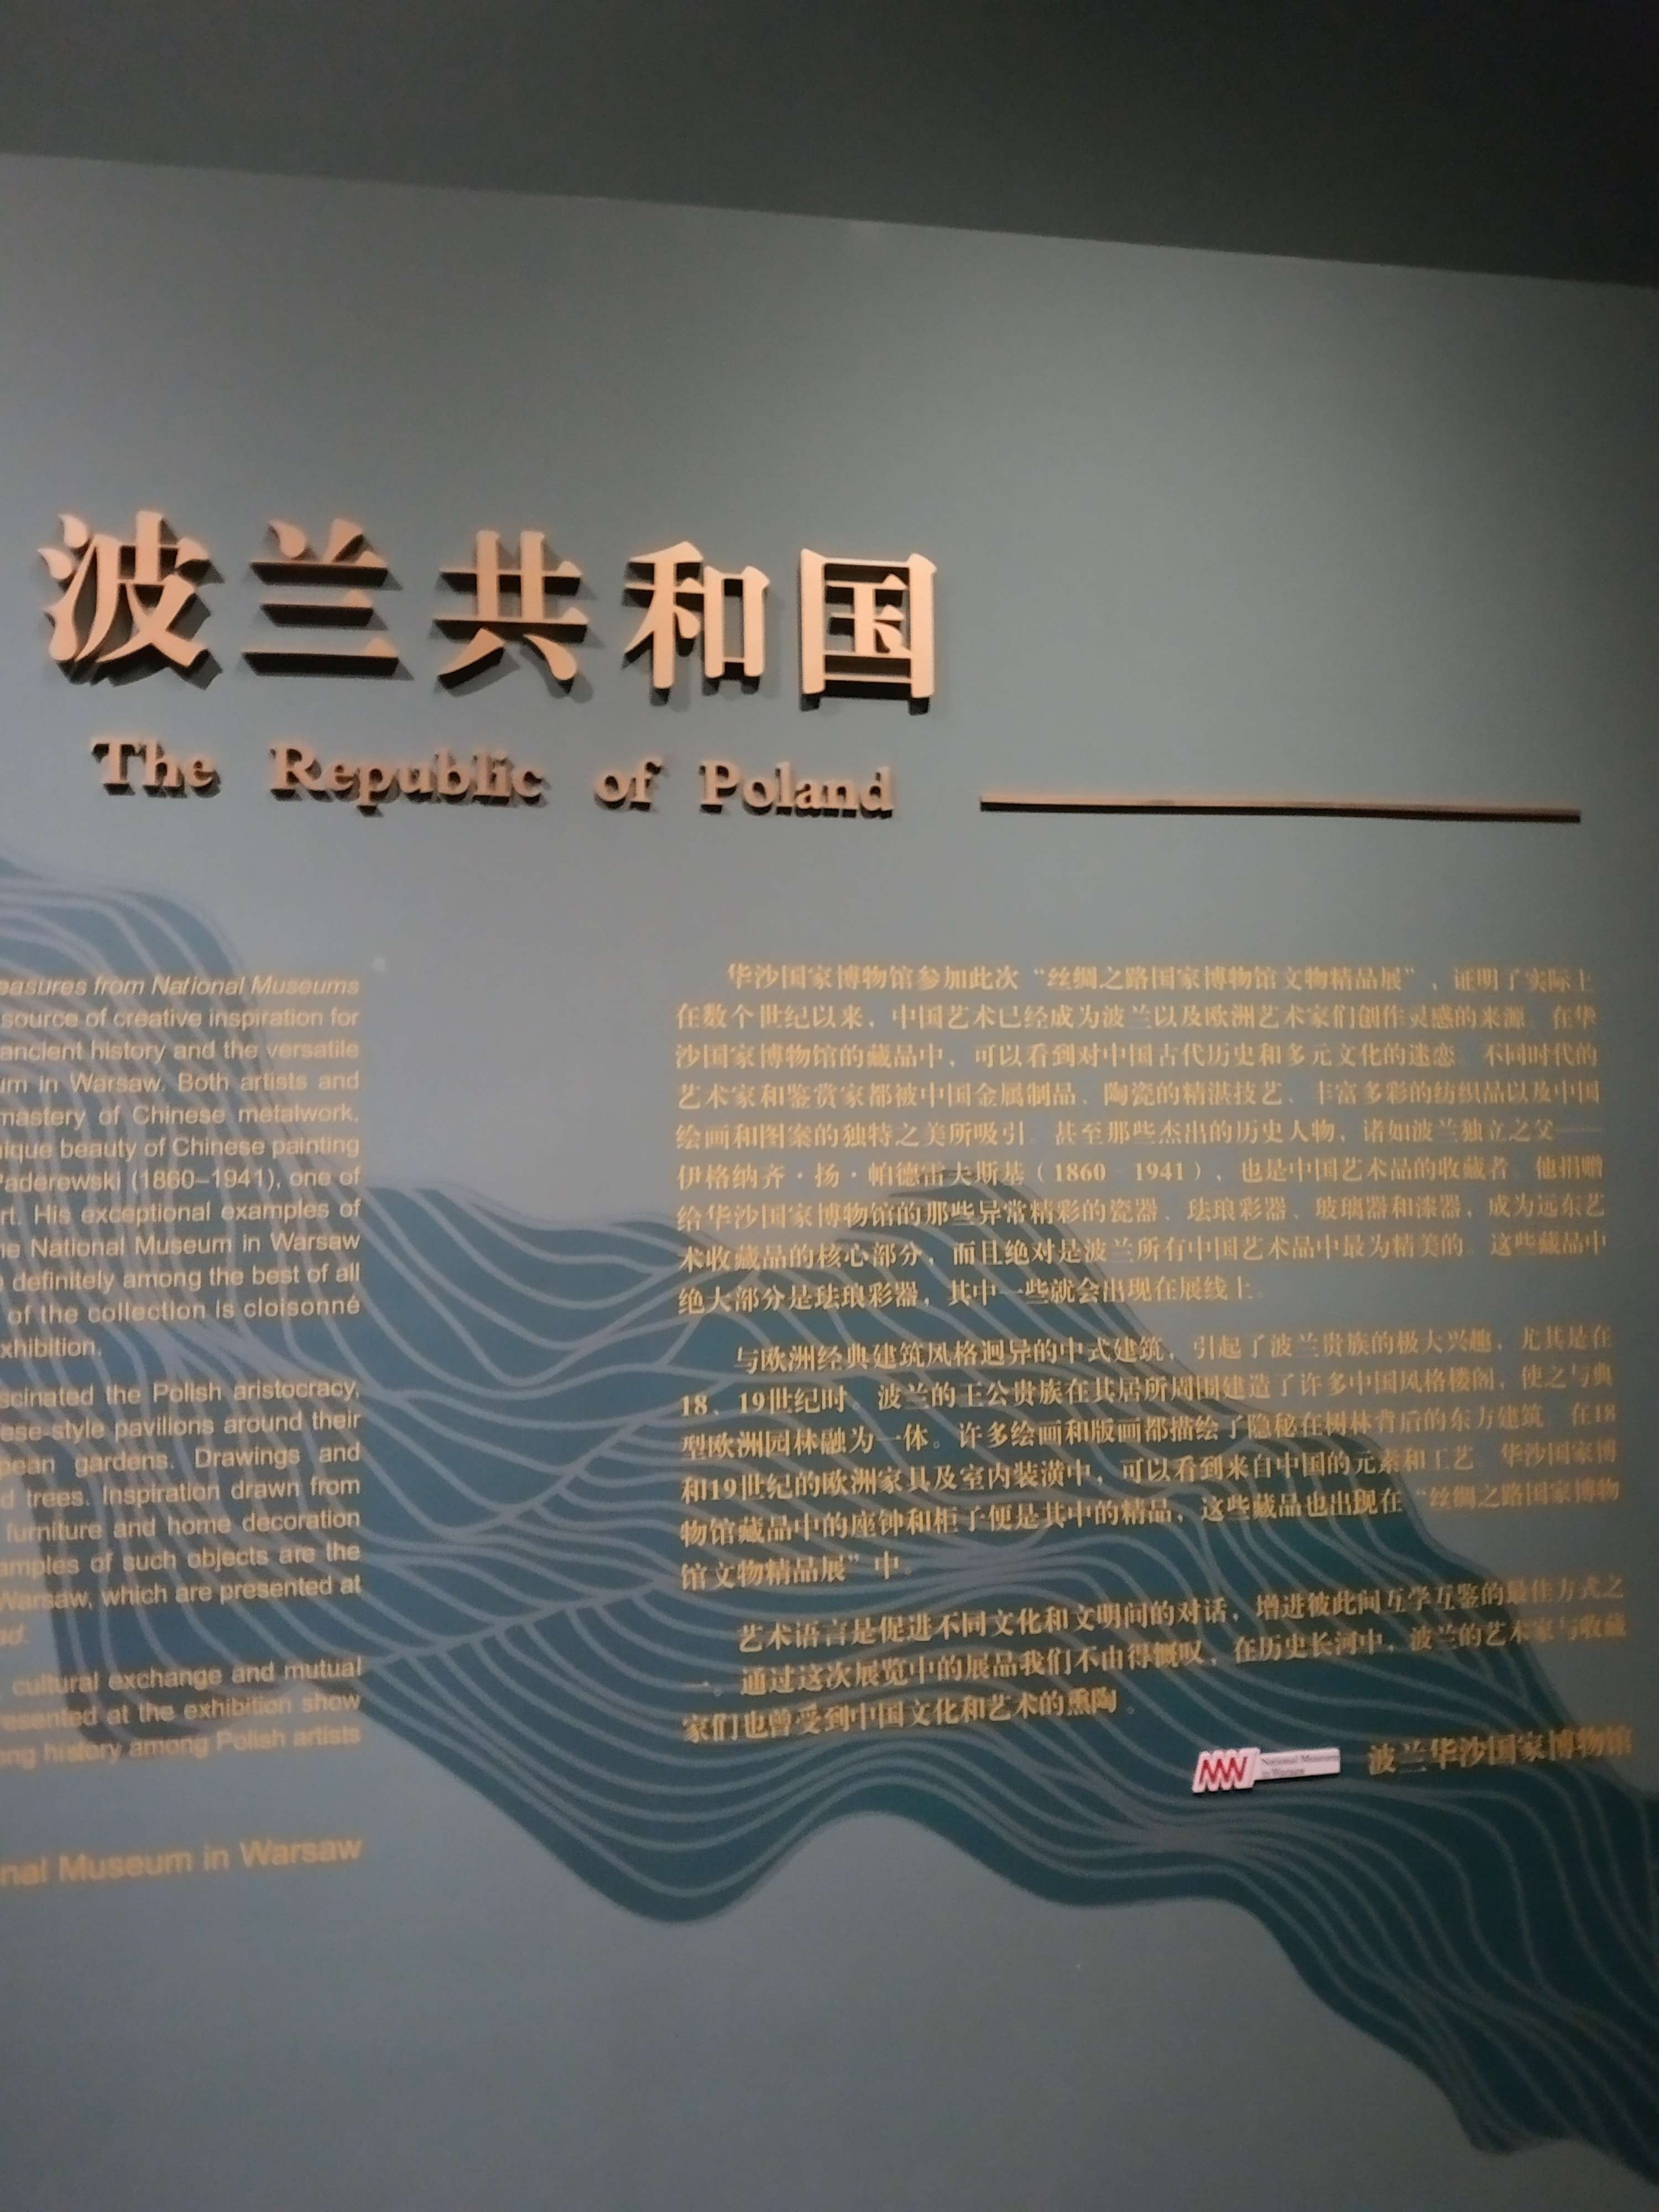 波兰共和国
The Republic of Poland
easures from National Museums
source of creative inspiration for
ancient history and the versatile
um in Warsaw. Both artists and
mastery of Chinese metalwork,
nique beauty of Chinese painting
Paderewski (1860–1941), one of
rt. His exceptional examples of
he National Museum in Warsaw
definitely among the best of all
of the collection is cloisonné
xhibition.
scinated the Polish aristocracy,
ese-style pavilions around their
pean gardens. Drawings and
d trees. Inspiration drawn from
furniture and home decoration
amples of such objects are the
Warsaw, which are presented at
ad.
cultural exchange and mutual
resented at the exhibition show
ong history among Polish artists
nal Museum in Warsaw
华沙国家博物馆参加此次“丝绸之路国家博物馆文物精品展”，证明了实际上
在数个世纪以来，中国艺术已经成为波兰以及欧洲艺术家们创作灵感的来源。在华
沙国家博物馆的藏品中，可以看到对中国古代历史和多元文化的迷恋。不同时代的
艺术家和鉴赏家都被中国金属制品、陶瓷的精湛技艺、丰富多彩的纺织品以及中国
绘画和图案的独特之美所吸引。甚至那些杰出的历史人物，诸如波兰独立之父——
伊格纳齐·扬·帕德雷夫斯基（1860–1941），也是中国艺术品的收藏者。他捐赠
给华沙国家博物馆的那些异常精彩的瓷器、珐琅彩器、玻璃器和漆器，成为远东艺
术收藏品的核心部分，而且绝对是波兰所有中国艺术品中最为精美的。这些藏品中
绝大部分是珐琅彩器，其中一些就会出现在展线上。
与欧洲经典建筑风格迥异的中式建筑，引起了波兰贵族的极大兴趣，尤其是在
18、19世纪时。波兰的王公贵族在其居所周围建造了许多中国风格楼阁，使之与典
型欧洲园林融为一体。许多绘画和版画都描绘了隐秘在树林背后的东方建筑。在18
和19世纪的欧洲家具及室内装潢中，可以看到来自中国的元素和工艺。华沙国家博
物馆藏品中的座钟和柜子便是其中的精品，这些藏品也出现在“丝绸之路国家博物
馆文物精品展”中。
艺术语言是促进不同文化和文明间的对话，增进彼此间互学互鉴的最佳方式之
一。通过这次展览中的展品我们不由得慨叹，在历史长河中，波兰的艺术家与收藏
家们也曾受到中国文化和艺术的熏陶。
National Museum
in Warsaw
波兰华沙国家博物馆